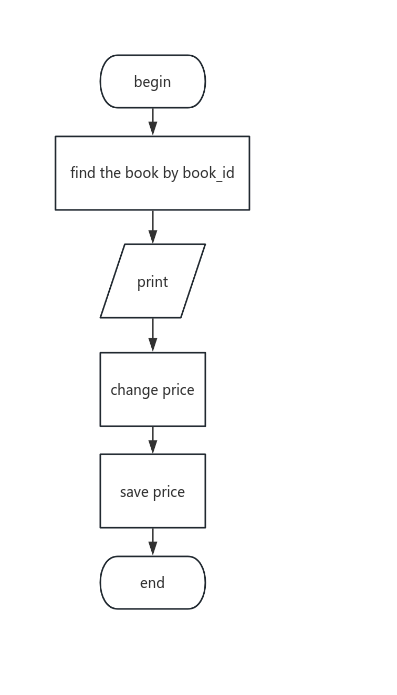 begin
find the book by book_id
print
change price
save price
end